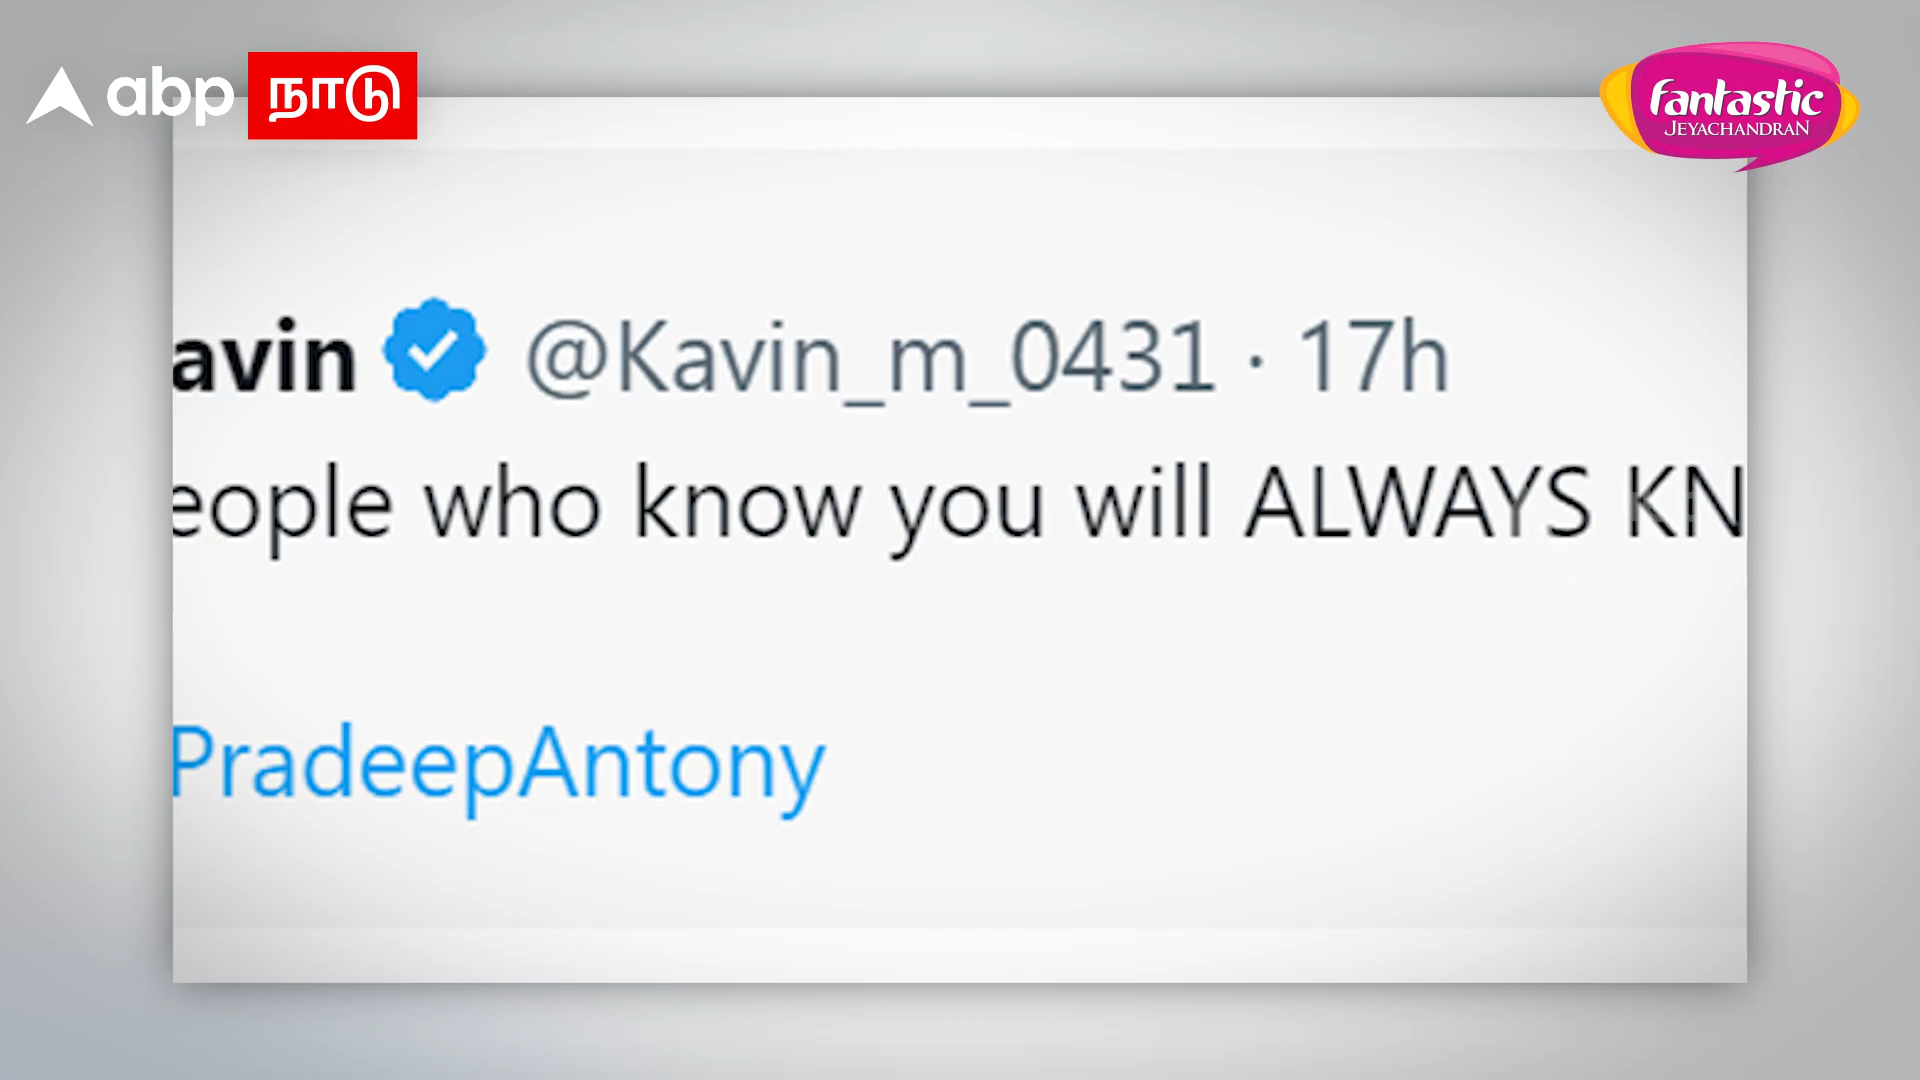 abp நாடு
fantastic
JEYACHANDRAN
avin @Kavin_m_0431 · 17h
eople who know you will ALWAYS KN
PradeepAntony